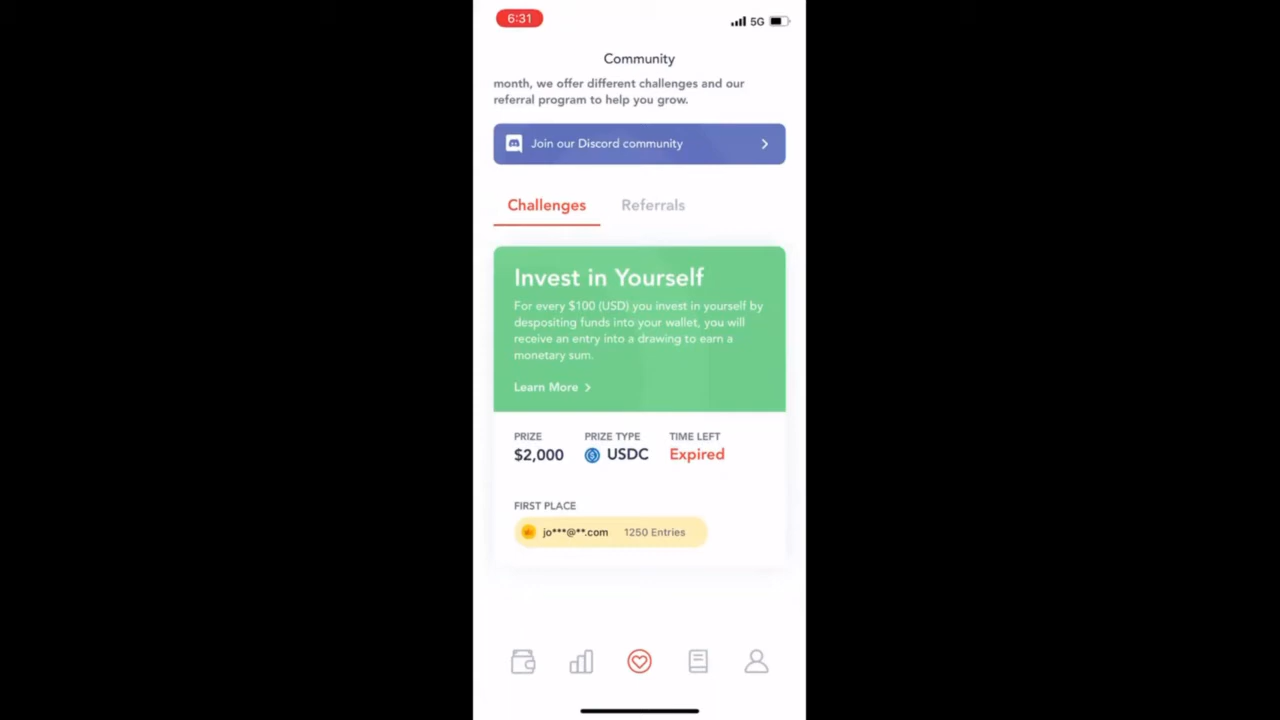 6:31
5G
Community
month, we offer different challenges and our
referral program to help you grow.
Join our Discord community
Challenges
Referrals
Invest in Yourself
For every $100 (USD) you invest in yourself by
despositing funds into your wallet, you will
receive an entry into a drawing to earn a
monetary sum.
Learn More
PRIZE
PRIZE TYPE
TIME LEFT
$2,000
USDC
Expired
FIRST PLACE
jo***@**.com 1250 Entries